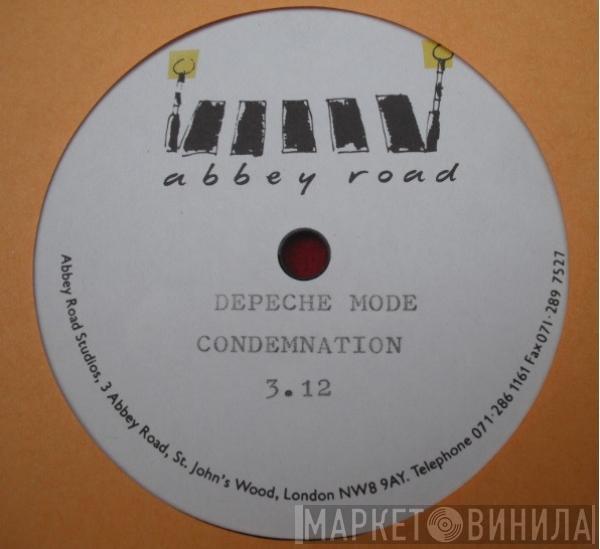 abbey road
DEPECHE MODE
CONDEMNATION
3.12
Abbey Road Studios, 3 Abbey Road, St. John's Wood, London NW8 9AY. Telephone 071-286 1161 Fax 071-289 7527
МАРКЕТ ВИНИЛА